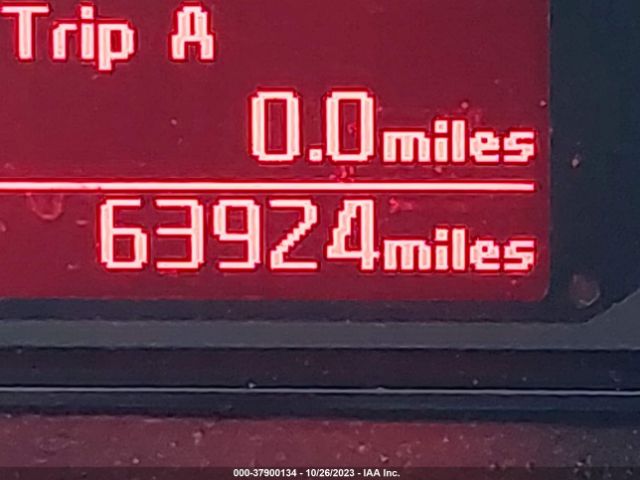 Trip A
0.0miles
63924miles
000-37900134 - 10/26/2023 - IAA Inc.